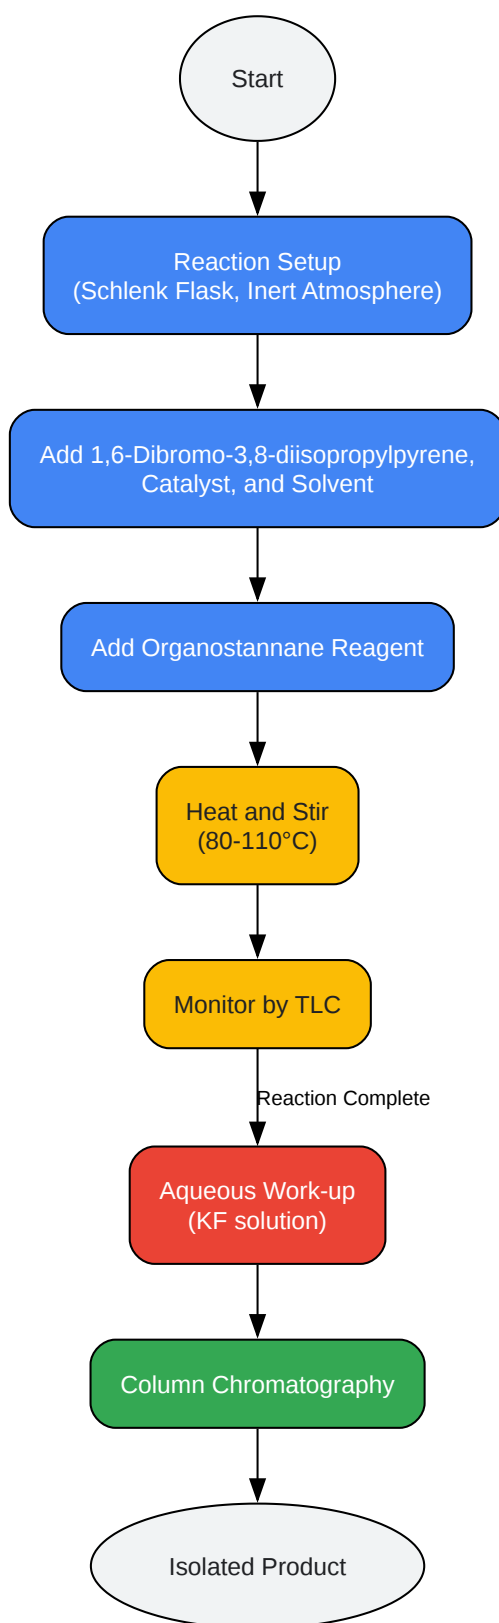 Start
Reaction Setup
(Schlenk Flask, Inert Atmosphere)
Add 1,6-Dibromo-3,8-diisopropylpyrene,
Catalyst, and Solvent
Add Organostannane Reagent
Heat and Stir
(80-110°C)
Monitor by TLC
Reaction Complete
Aqueous Work-up
(KF solution)
Column Chromatography
Isolated Product